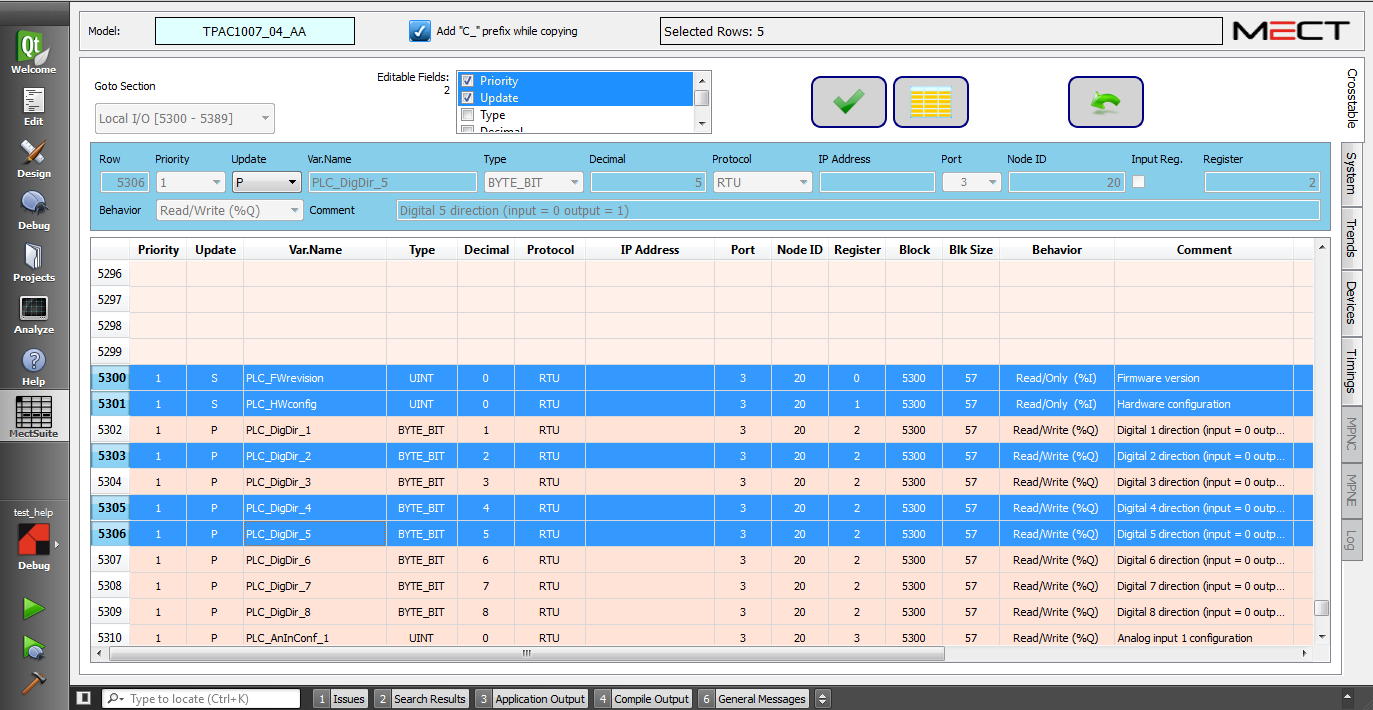 Model: TPAC1007_04_AA Add "C_" prefix while copying Selected Rows: 5 MECT
Qt
Welcome
Edit
Design
Debug
Projects
Analyze
Help
MectSuite
test_help
Debug
Goto Section
Local I/O [5300 - 5389]
Editable Fields:
2
Priority
Update
Type
Decimal
Crosstable
System
Trends
Devices
Timings
MPNC
MPNE
Log
Row Priority Update Var.Name Type Decimal Protocol IP Address Port Node ID Input Reg. Register
5306 1 P PLC_DigDir_5 BYTE_BIT 5 RTU 3 20 2
Behavior Read/Write (%Q) Comment Digital 5 direction (input = 0 output = 1)
Priority Update Var.Name Type Decimal Protocol IP Address Port Node ID Register Block Blk Size Behavior Comment
5296
5297
5298
5299
5300 1 S PLC_FWrevision UINT 0 RTU 3 20 0 5300 57 Read/Only (%I) Firmware version
5301 1 S PLC_HWconfig UINT 0 RTU 3 20 1 5300 57 Read/Only (%I) Hardware configuration
5302 1 P PLC_DigDir_1 BYTE_BIT 1 RTU 3 20 2 5300 57 Read/Write (%Q) Digital 1 direction (input = 0 outp...
5303 1 P PLC_DigDir_2 BYTE_BIT 2 RTU 3 20 2 5300 57 Read/Write (%Q) Digital 2 direction (input = 0 outp...
5304 1 P PLC_DigDir_3 BYTE_BIT 3 RTU 3 20 2 5300 57 Read/Write (%Q) Digital 3 direction (input = 0 outp...
5305 1 P PLC_DigDir_4 BYTE_BIT 4 RTU 3 20 2 5300 57 Read/Write (%Q) Digital 4 direction (input = 0 outp...
5306 1 P PLC_DigDir_5 BYTE_BIT 5 RTU 3 20 2 5300 57 Read/Write (%Q) Digital 5 direction (input = 0 outp...
5307 1 P PLC_DigDir_6 BYTE_BIT 6 RTU 3 20 2 5300 57 Read/Write (%Q) Digital 6 direction (input = 0 outp...
5308 1 P PLC_DigDir_7 BYTE_BIT 7 RTU 3 20 2 5300 57 Read/Write (%Q) Digital 7 direction (input = 0 outp...
5309 1 P PLC_DigDir_8 BYTE_BIT 8 RTU 3 20 2 5300 57 Read/Write (%Q) Digital 8 direction (input = 0 outp...
5310 1 P PLC_AnInConf_1 UINT 0 RTU 3 20 3 5300 57 Read/Write (%Q) Analog input 1 configuration
Type to locate (Ctrl+K) 1 Issues 2 Search Results 3 Application Output 4 Compile Output 6 General Messages